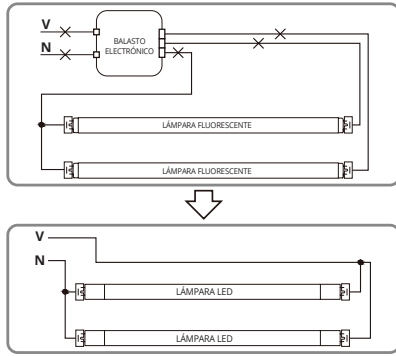 V
N
BALASTO
ELECTRÓNICO
LÁMPARA FLUORESCENTE
LÁMPARA FLUORESCENTE
V
N
LÁMPARA LED
LÁMPARA LED